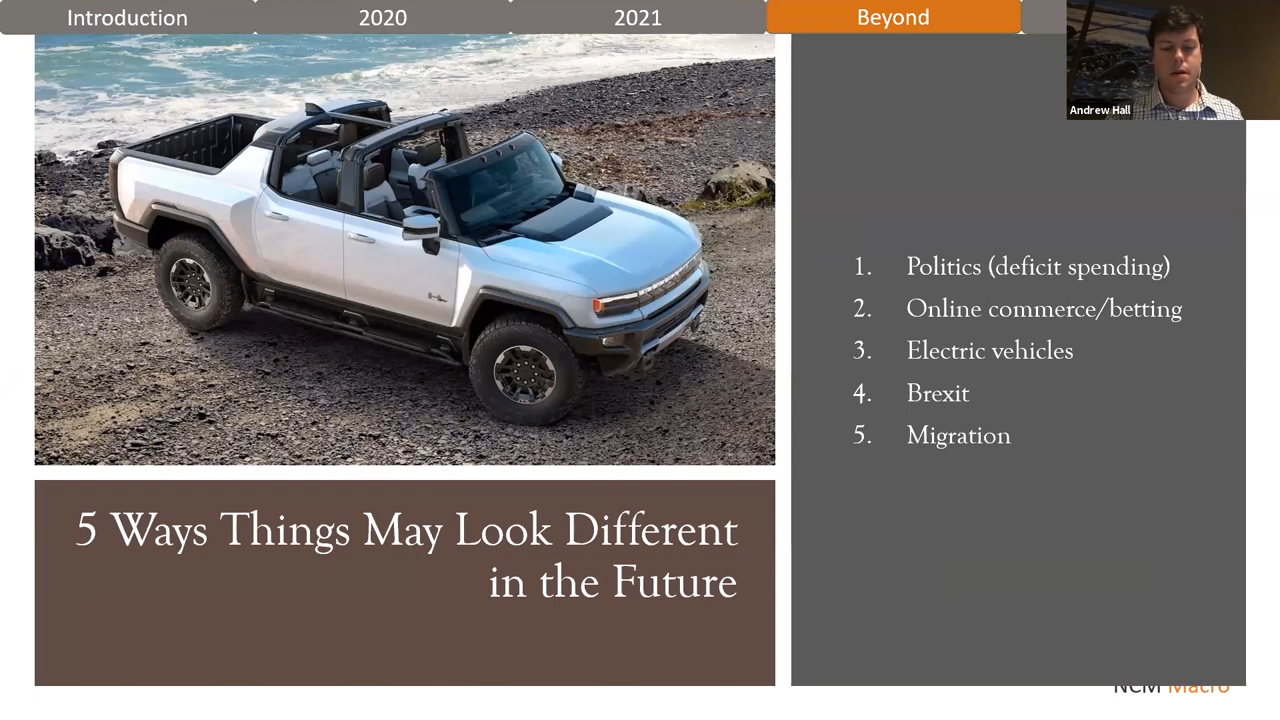 Introduction
2020
2021
Beyond
Andrew Hall
1. Politics (deficit spending)
2. Online commerce/betting
3. Electric vehicles
4. Brexit
5. Migration
5 Ways Things May Look Different
in the Future
NCM Macro